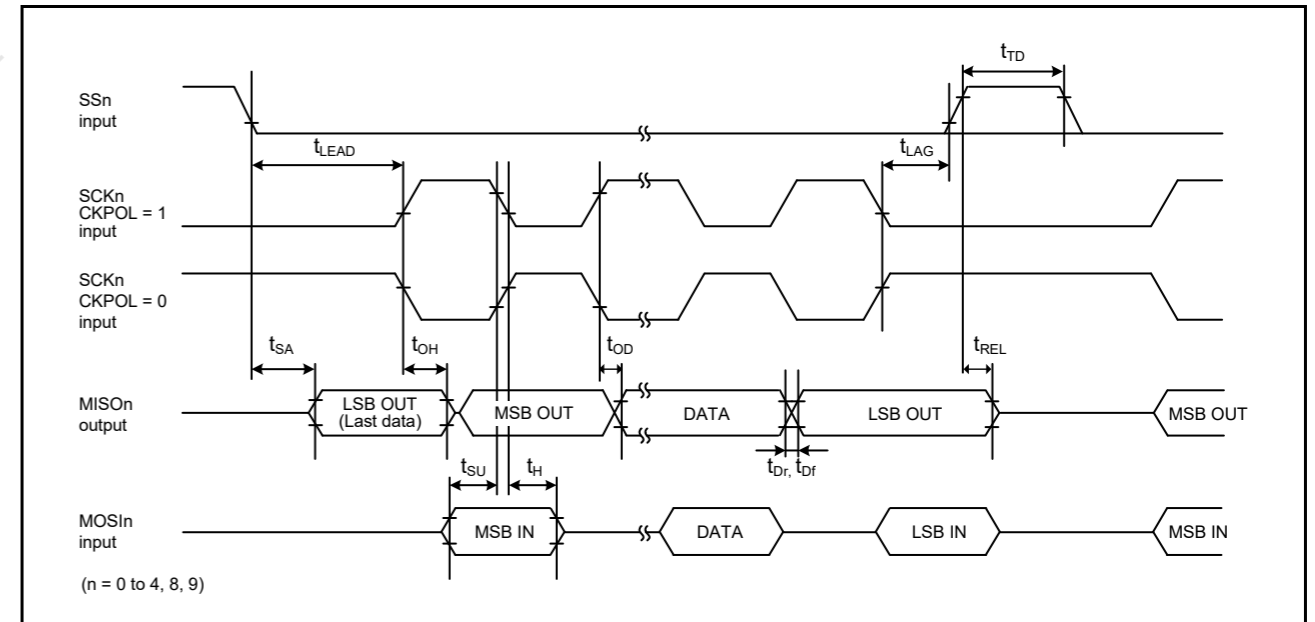 tTD
SSn
input
tLEAD
tLAG
SCKn
CKPOL = 1
input
SCKn
CKPOL = 0
input
tSA
tOH
tOD
tREL
MISOn
output
LSB OUT
(Last data)
MSB OUT
DATA
LSB OUT
MSB OUT
tSU
tH
tDr, tDf
MOSIn
input
MSB IN
DATA
LSB IN
MSB IN
(n = 0 to 4, 8, 9)